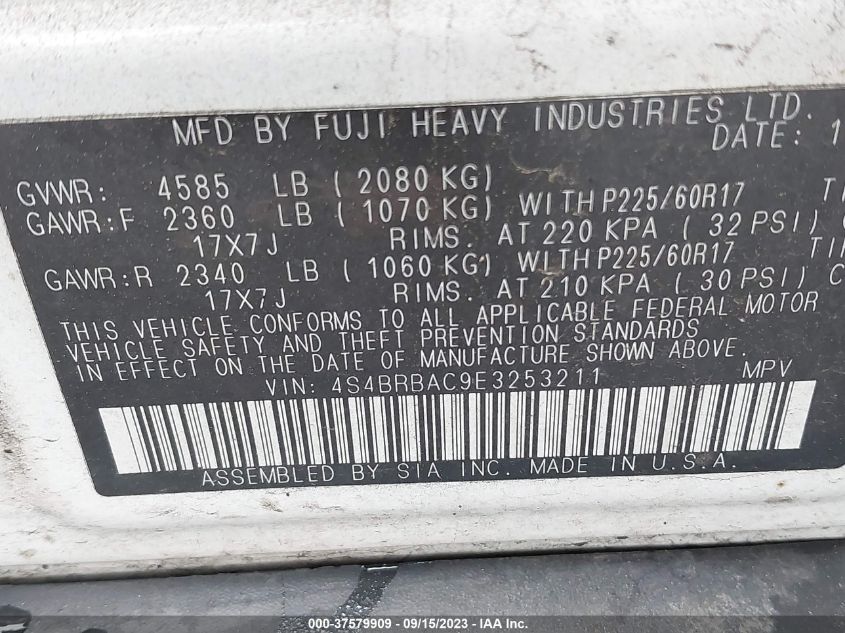 MFD BY FUJI HEAVY INDUSTRIES LTD.
DATE: 1
GVWR: 4585 LB ( 2080 KG)
GAWR:F 2360 LB ( 1070 KG) WITH P225/60R17
17X7J RIMS. AT 220 KPA ( 32 PSI)
GAWR:R 2340 LB ( 1060 KG) WITH P225/60R17
17X7J RIMS. AT 210 KPA ( 30 PSI)
THIS VEHICLE CONFORMS TO ALL APPLICABLE FEDERAL MOTOR
VEHICLE SAFETY AND THEFT PREVENTION STANDARDS
IN EFFECT ON THE DATE OF MANUFACTURE SHOWN ABOVE.
VIN: 4S4BRBAC9E3253211 MPV
ASSEMBLED BY SIA INC. MADE IN U.S.A.
000-37579909 - 09/15/2023 - IAAI.com